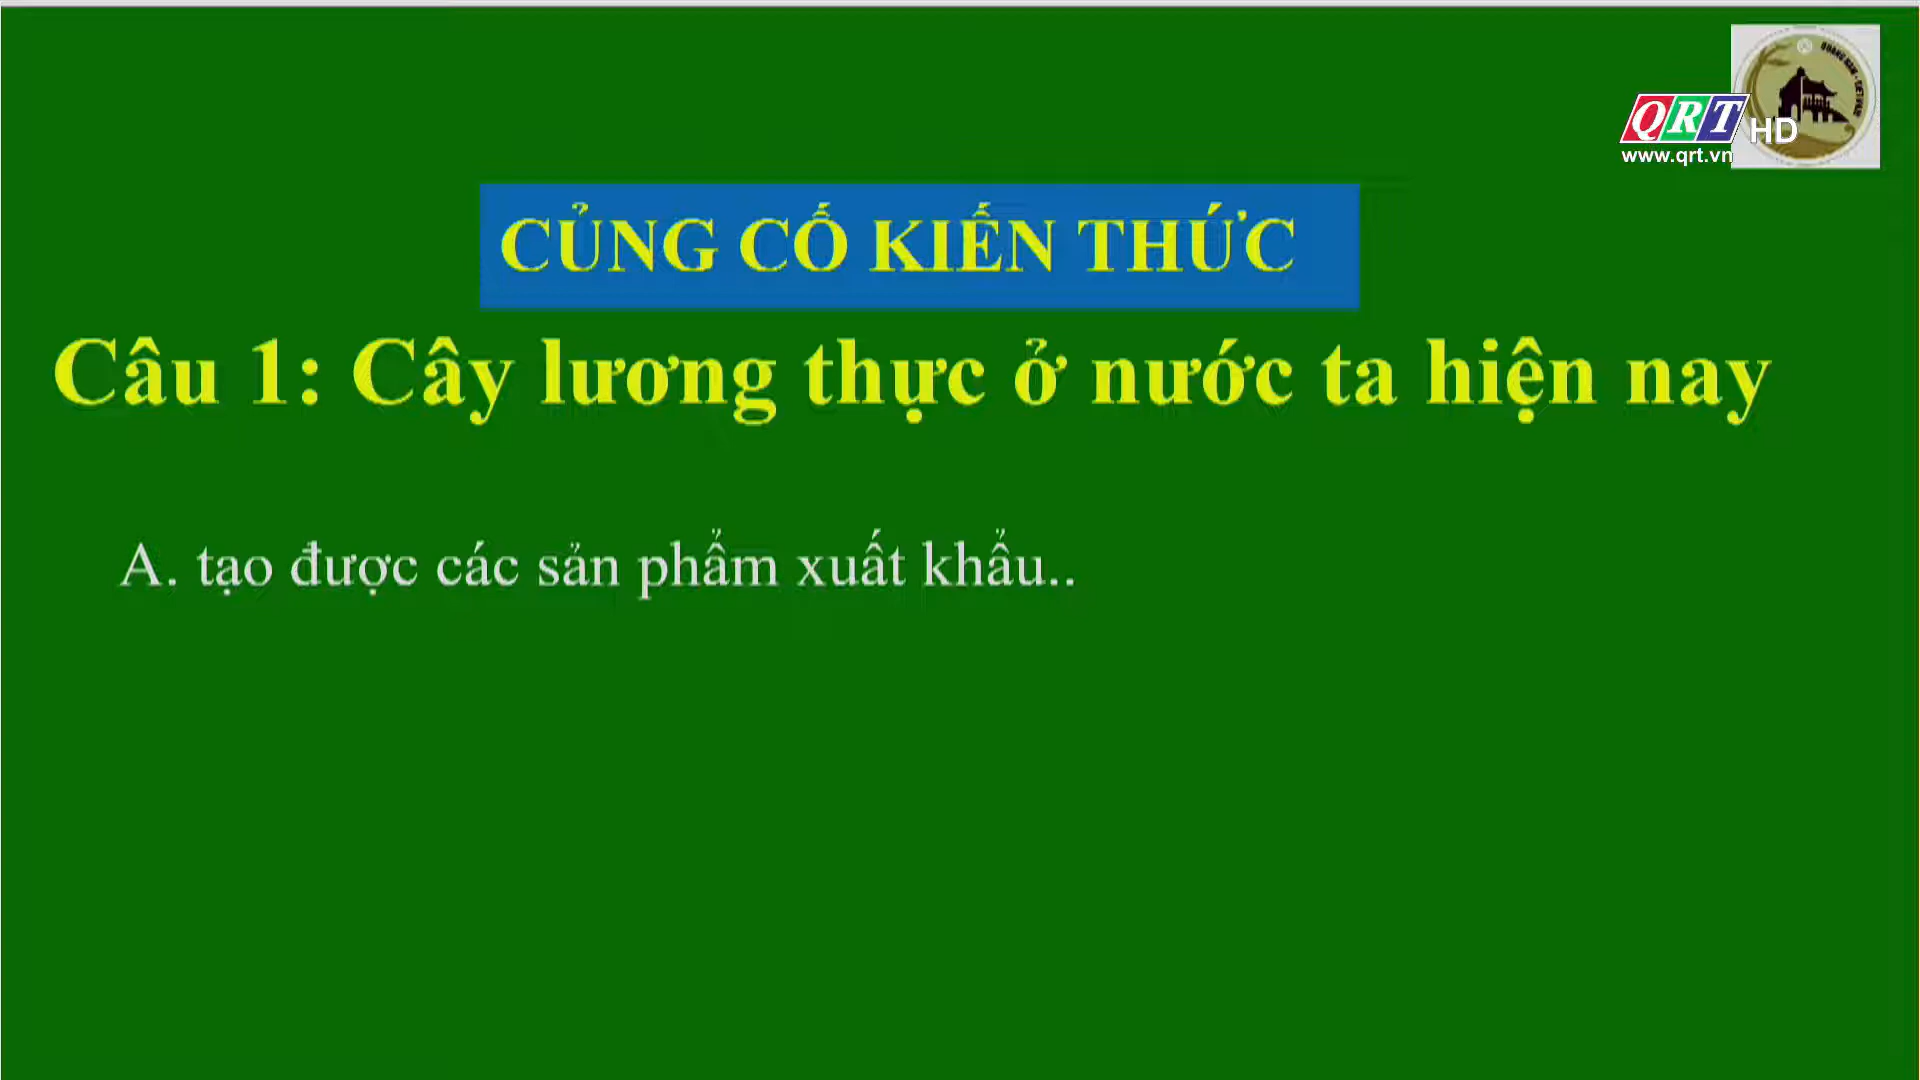 QRT HD
www.qrt.vn
CỦNG CỐ KIẾN THỨC
Câu 1: Cây lương thực ở nước ta hiện nay
A. tạo được các sản phẩm xuất khẩu..